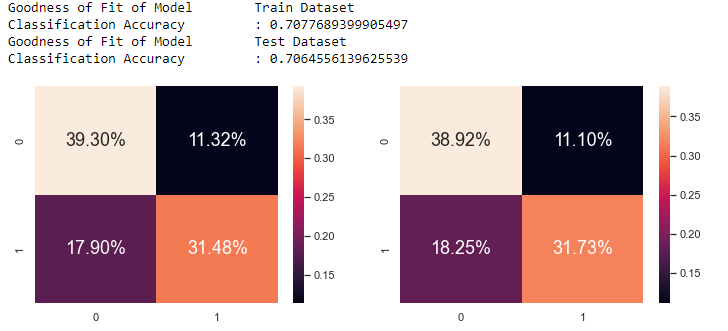 Goodness of Fit of Model        Train Dataset
Classification Accuracy         : 0.7077689399905497
Goodness of Fit of Model        Test Dataset
Classification Accuracy         : 0.7064556139625539
0 39.30% 11.32%
1 17.90% 31.48%
0 1
0.35
0.30
0.25
0.20
0.15
0 38.92% 11.10%
1 18.25% 31.73%
0 1
0.35
0.30
0.25
0.20
0.15